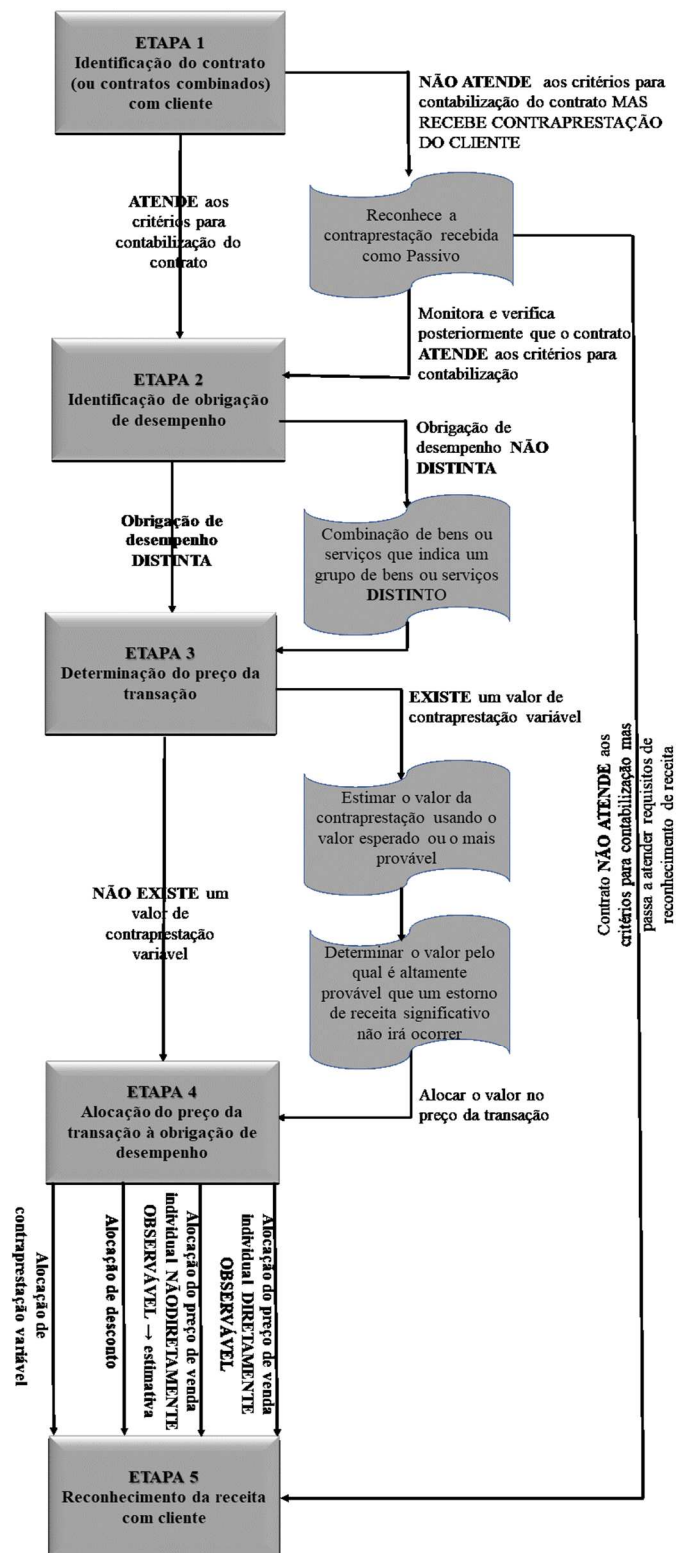 ETAPA 1
Identificação do contrato
(ou contratos combinados)
com cliente
NÃO ATENDE aos critérios para
contabilização do contrato MAS
RECEBE CONTRAPRESTAÇÃO
DO CLIENTE
ATENDE aos
critérios para
contabilização do
contrato
Reconhece a
contraprestação recebida
como Passivo
Monitora e verifica
posteriormente que o contrato
ATENDE aos critérios para
contabilização
ETAPA 2
Identificação de obrigação
de desempenho
Obrigação de
desempenho NÃO
DISTINTA
Obrigação de
desempenho
DISTINTA
Combinação de bens ou
serviços que indica um
grupo de bens ou serviços
DISTINTO
ETAPA 3
Determinação do preço da
transação
EXISTE um valor de
contraprestação variável
Estimar o valor da
contraprestação usando o
valor esperado ou o mais
provável
NÃO EXISTE um
valor de
contraprestação
variável
Determinar o valor pelo
qual é altamente
provável que um estorno
de receita significativo
não irá ocorrer
Contrato NÃO ATENDE aos
critérios para contabilização mas
passa a atender requisitos de
reconhecimento de receita
ETAPA 4
Alocação do preço da
transação à obrigação de
desempenho
Alocar o valor no
preço da transação
Alocação de
contraprestação variável
Alocação de desconto
Alocação do preço de venda
individual NÃODIRETAMENTE
OBSERVÁVEL → estimativa
Alocação do preço de venda
individual DIRETAMENTE
OBSERVÁVEL
ETAPA 5
Reconhecimento da receita
com cliente